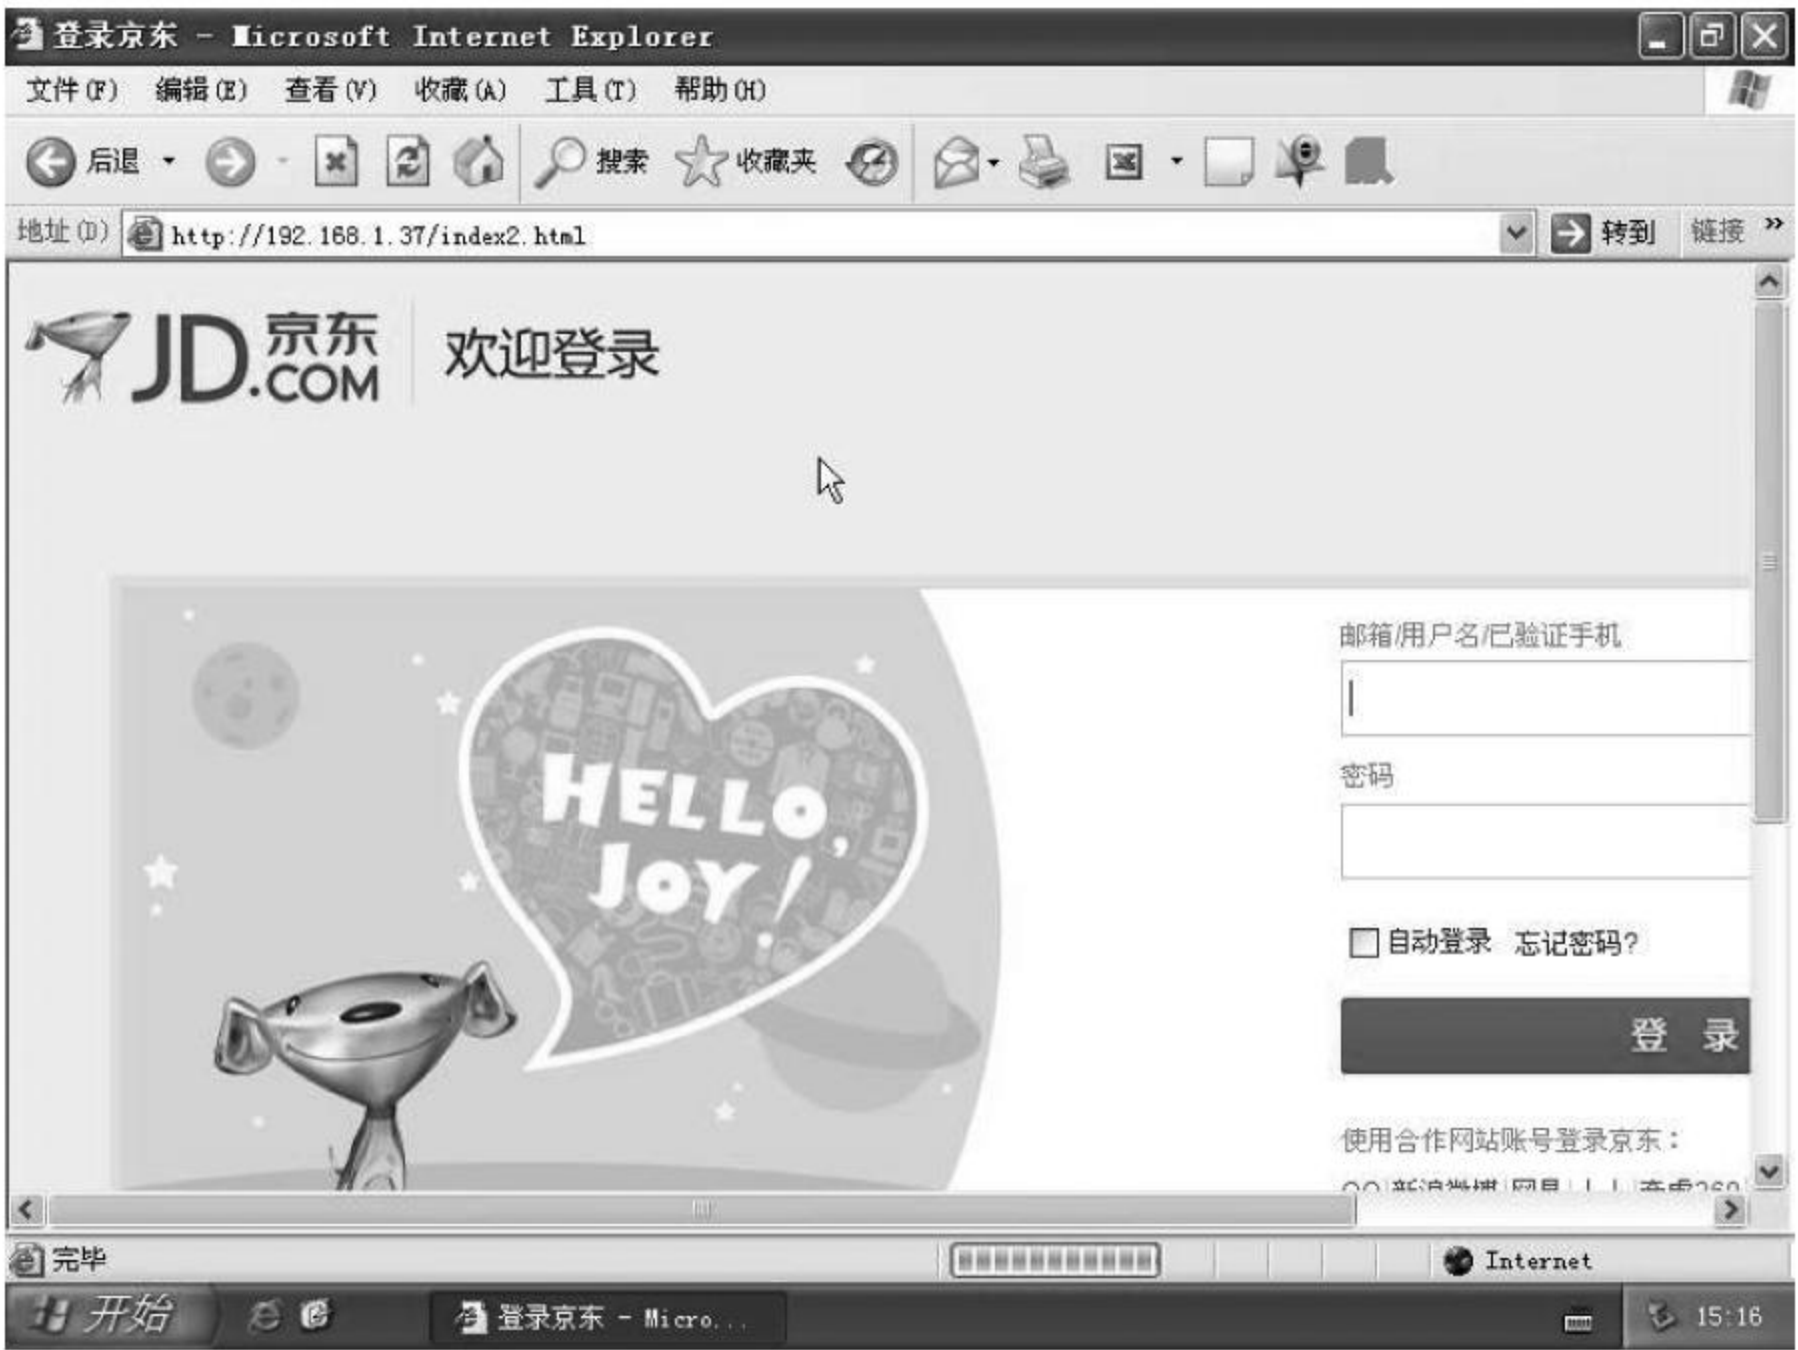 登录京东 - Microsoft Internet Explorer
文件(F) 编辑(E) 查看(V) 收藏(A) 工具(T) 帮助(H)
后退 搜索 收藏夹
地址(D) http://192.168.1.37/index2.html 转到 链接 »
JD.京东.COM 欢迎登录
邮箱/用户名/已验证手机
HELLO,
JOY!
密码
自动登录 忘记密码?
登 录
使用合作网站账号登录京东：
完毕 Internet
开始 登录京东 - Micro... 15:16